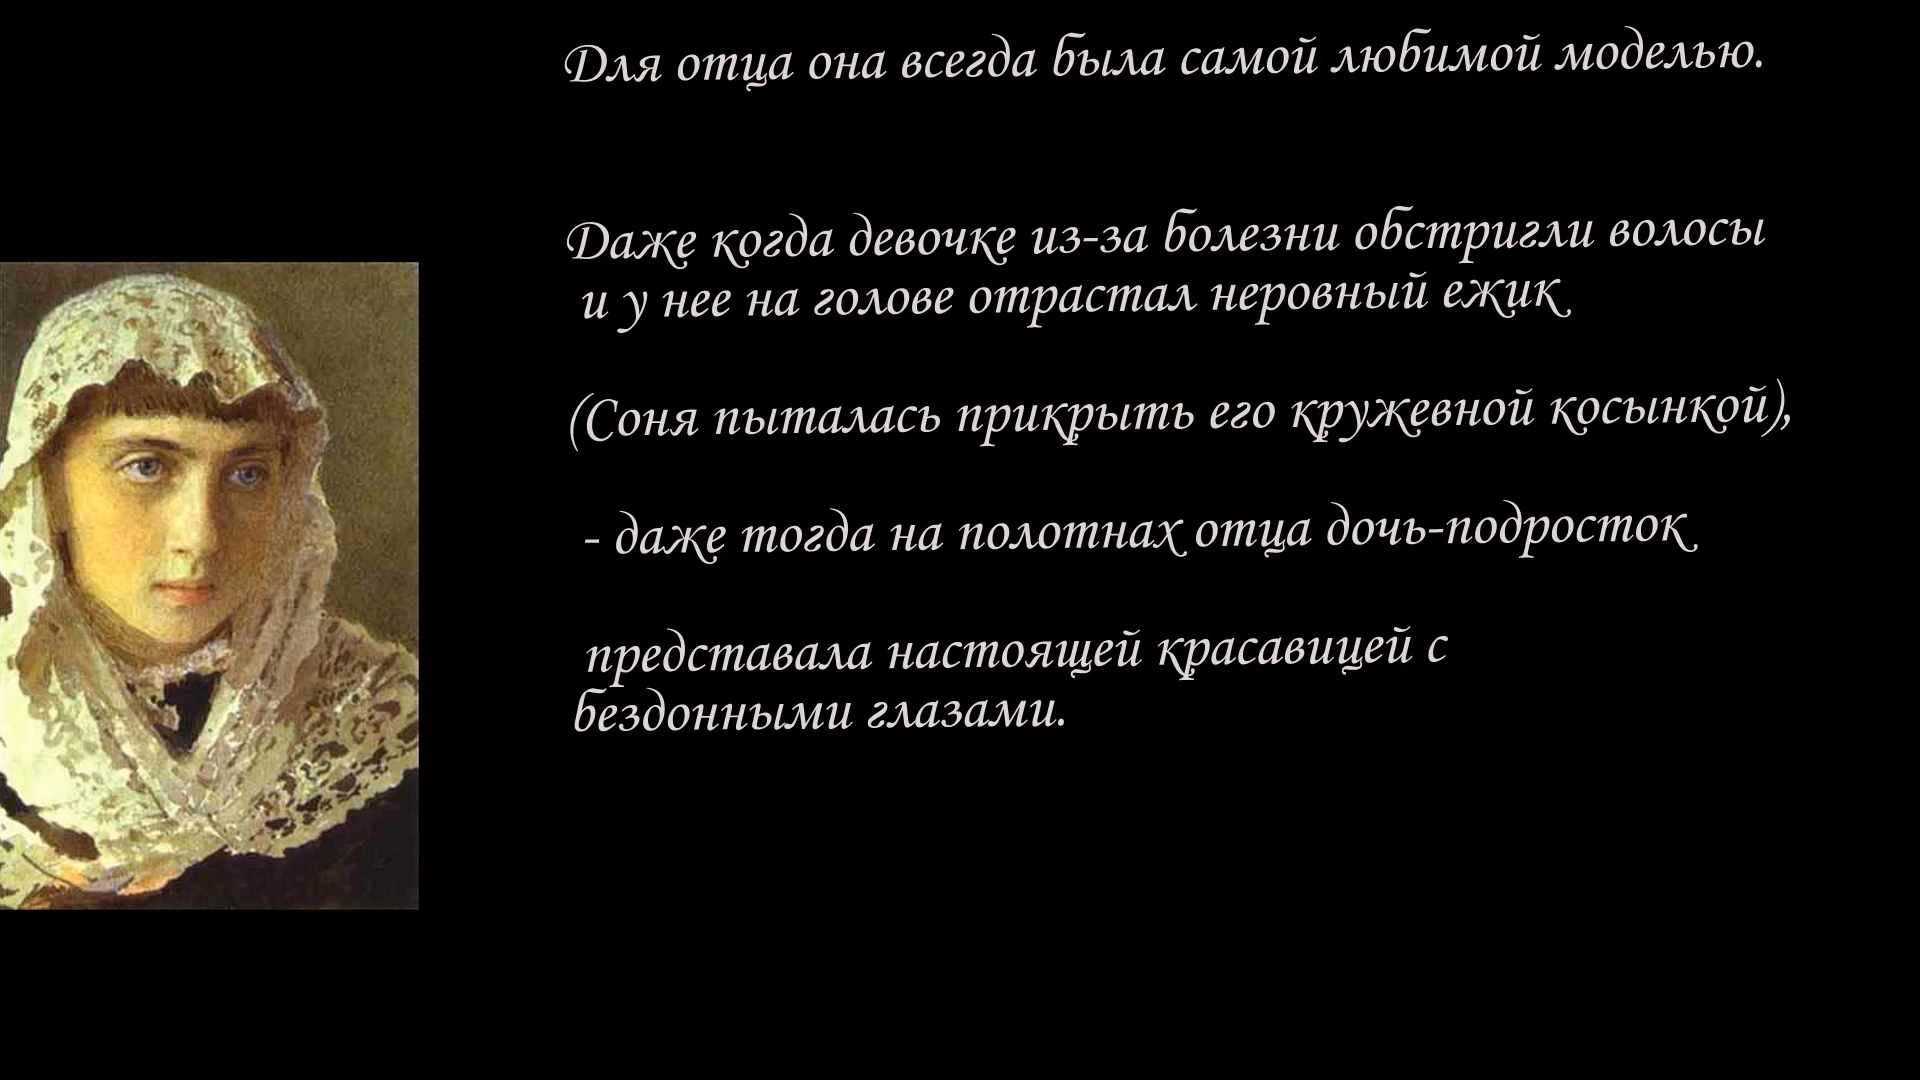 Для отца она всегда была самой любимой моделью.
Даже когда девочке из-за болезни обстригли волосы
и у нее на голове отрастал неровный ежик
(Соня пыталась прикрыть его кружевной косынкой),
- даже тогда на полотнах отца дочь-подросток
представала настоящей красавицей с
бездонными глазами.